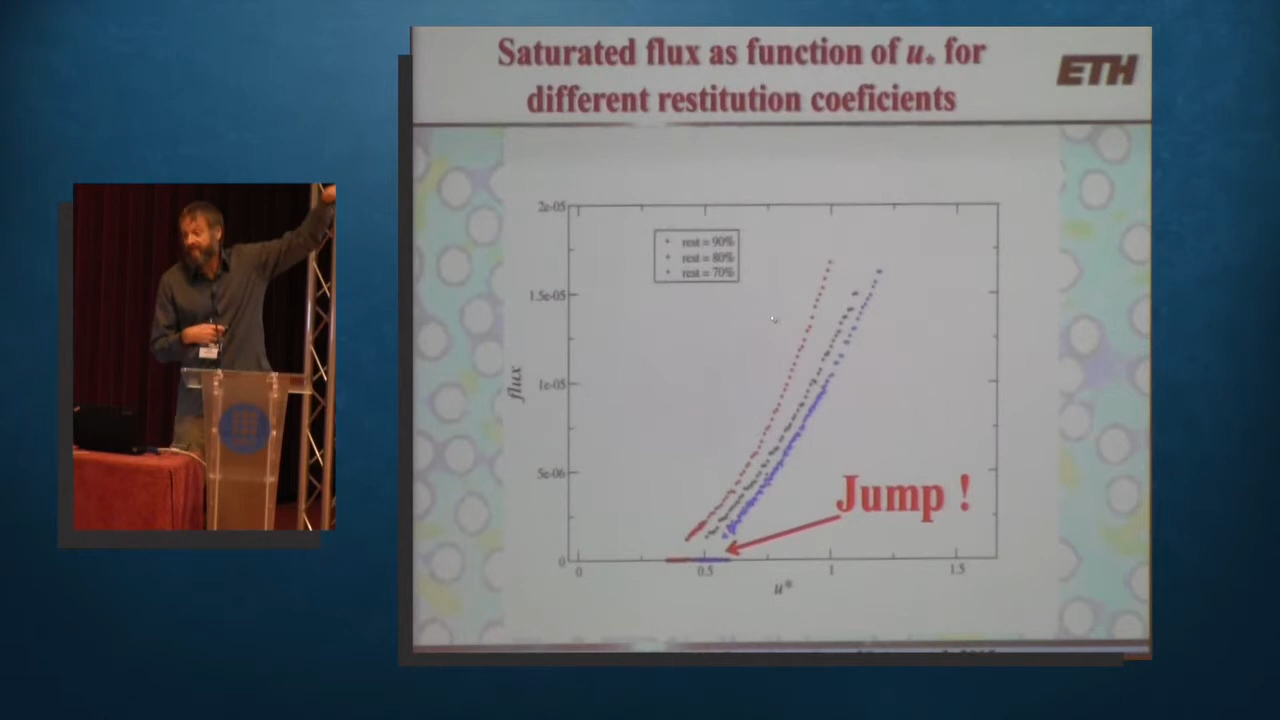 Saturated flux as function of u* for
different restitution coeficients
ETH
2e-05
rest = 90%
rest = 80%
rest = 70%
1.5e-05
flux
1e-05
5e-06
Jump !
0
0
0.5
1
1.5
u*